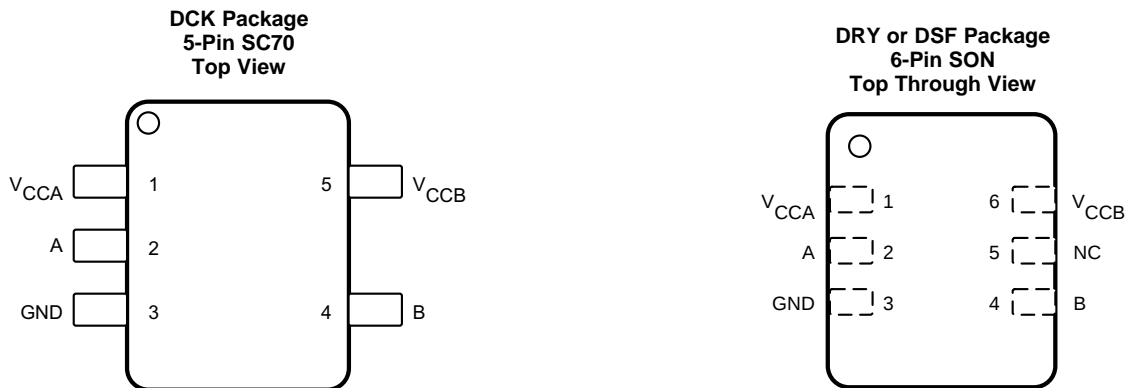 DCK Package
5-Pin SC70
Top View
VCCA 1 5 VCCB
A 2
GND 3 4 B
DRY or DSF Package
6-Pin SON
Top Through View
VCCA 1 6 VCCB
A 2 5 NC
GND 3 4 B